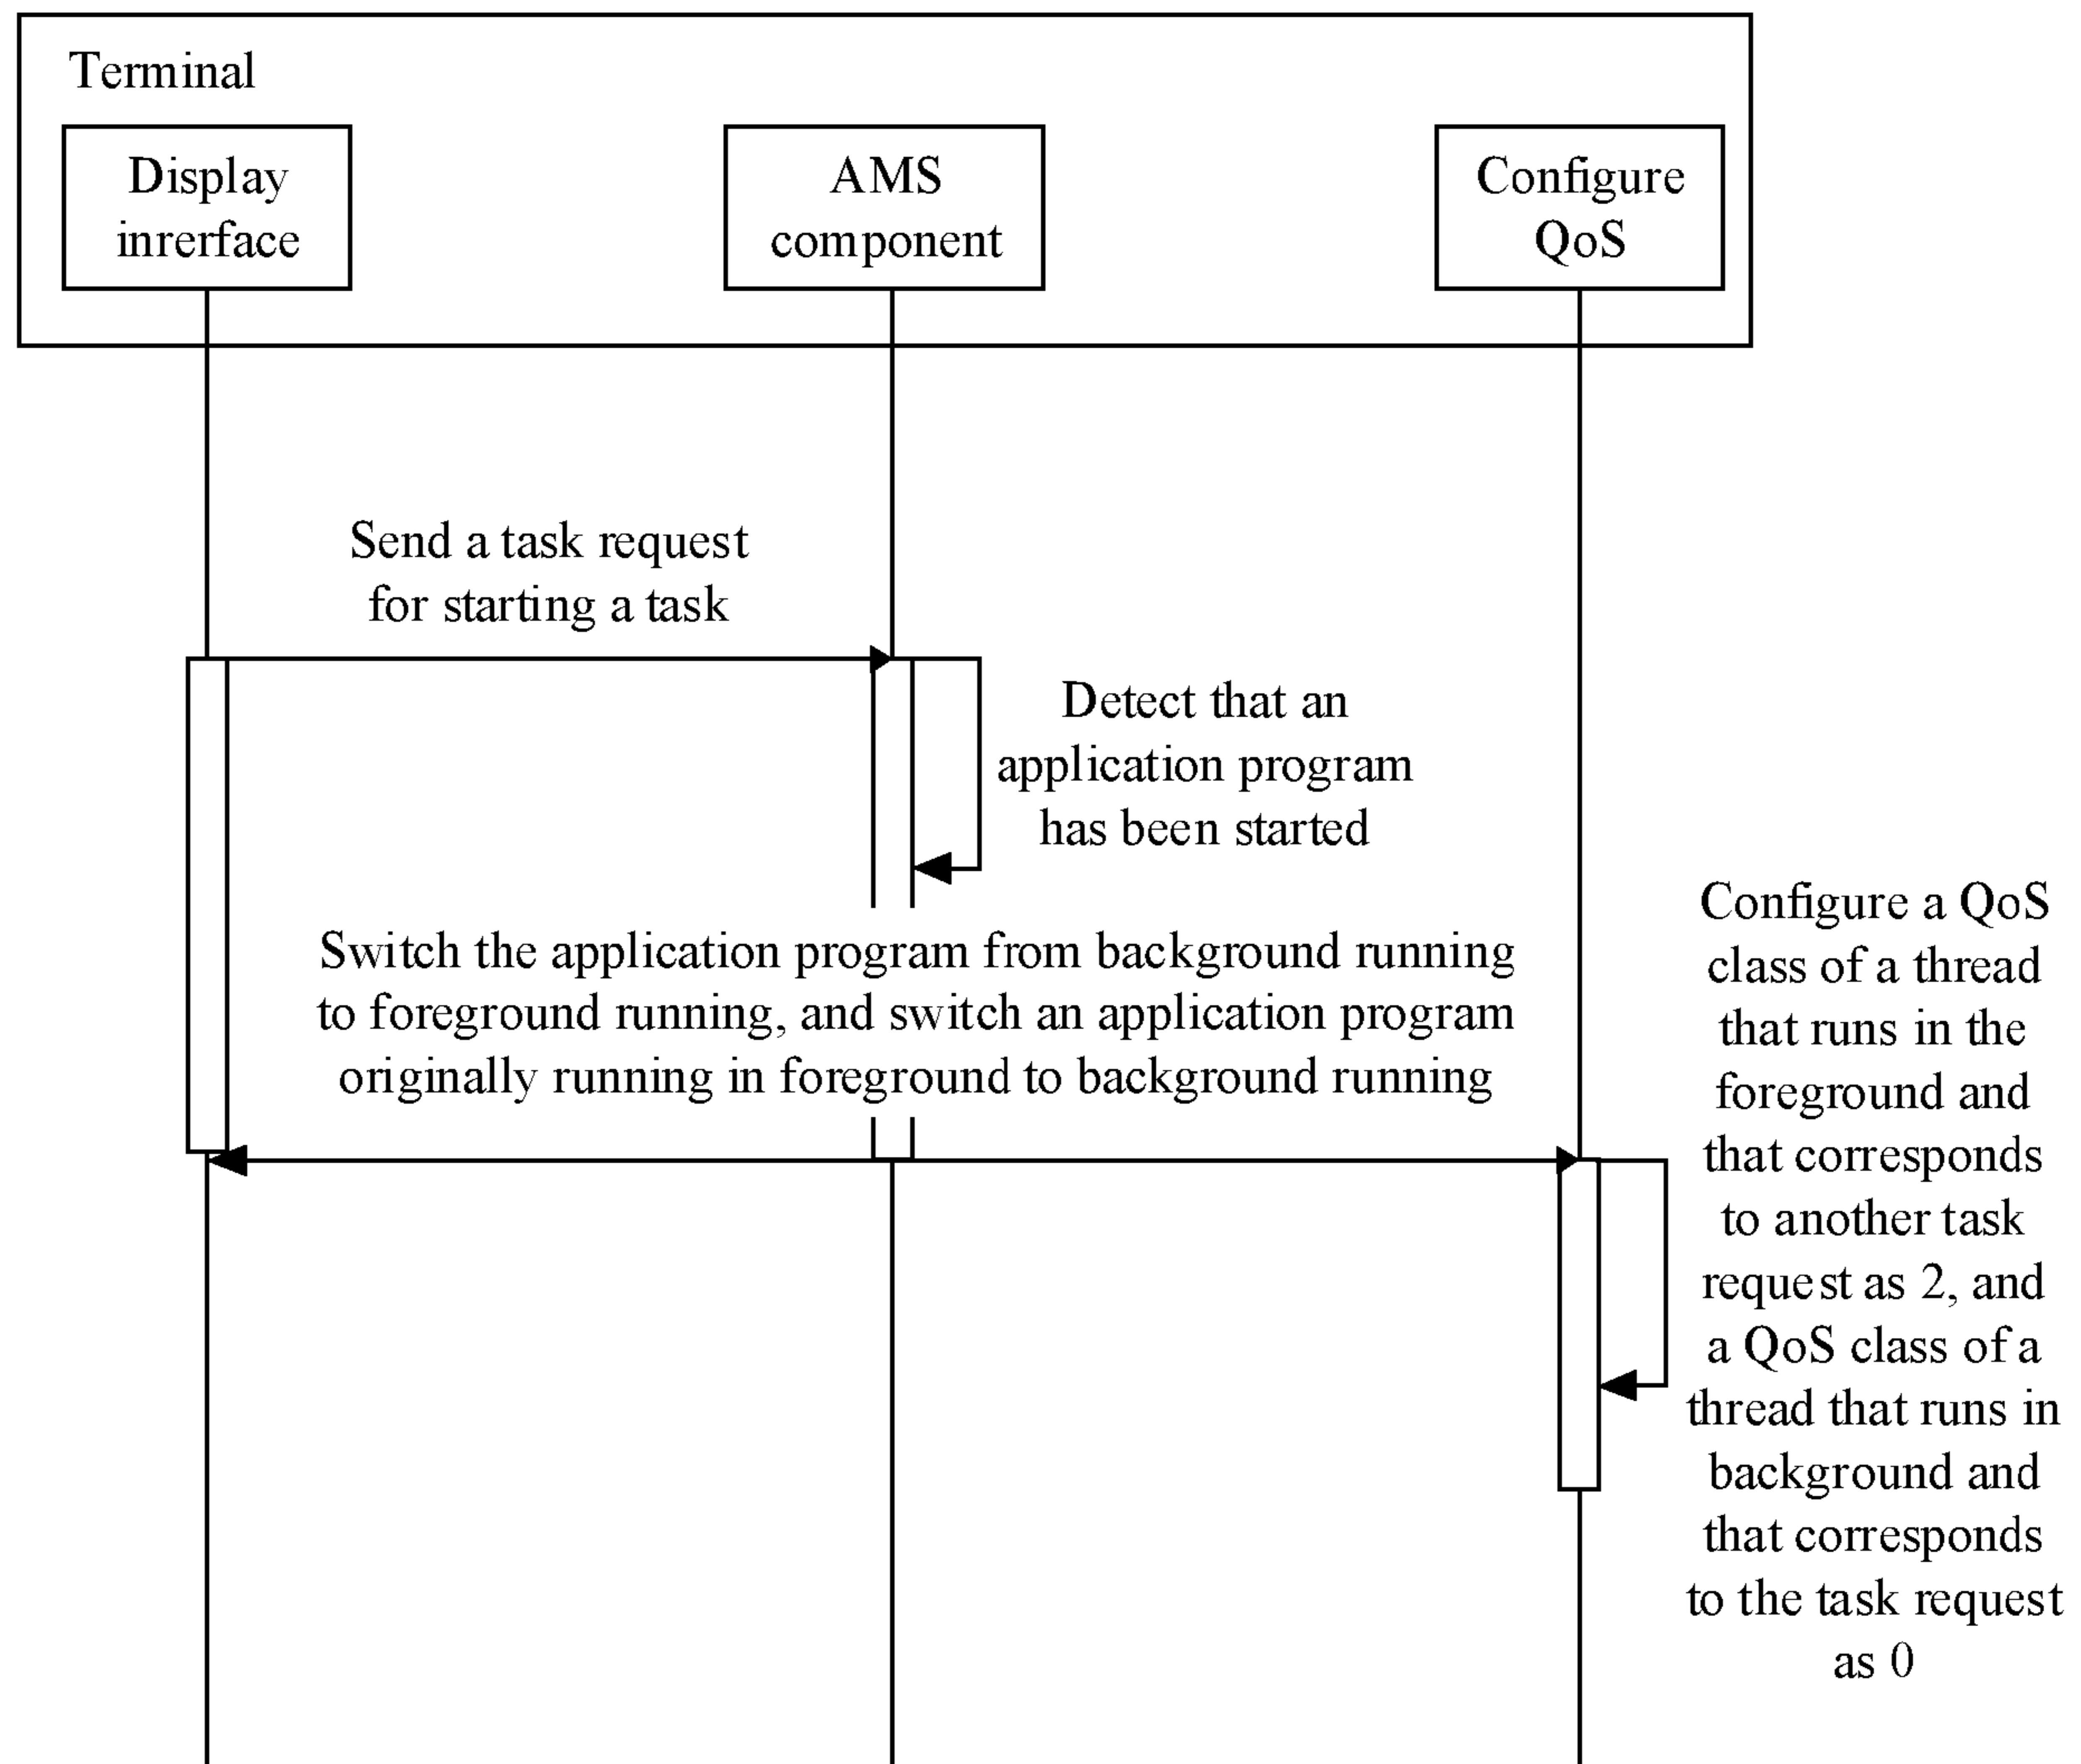 Terminal
Display
inrerface
AMS
component
Configure
QoS
Send a task request
for starting a task
Detect that an
application program
has been started
Switch the application program from background running
to foreground running, and switch an application program
originally running in foreground to background running
Configure a QoS
class of a thread
that runs in the
foreground and
that corresponds
to another task
request as 2, and
a QoS class of a
thread that runs in
background and
that corresponds
to the task request
as 0